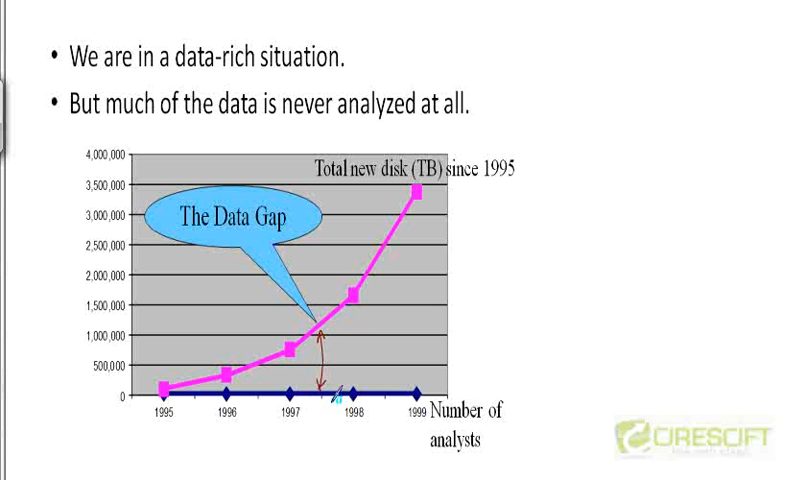 • We are in a data-rich situation.
• But much of the data is never analyzed at all.
4,000,000
Total new disk (TB) since 1995
3,500,000
The Data Gap
3,000,000
2,500,000
2,000,000
1,500,000
1,000,000
500,000
0
1995 1996 1997 1998 1999
Number of
analysts